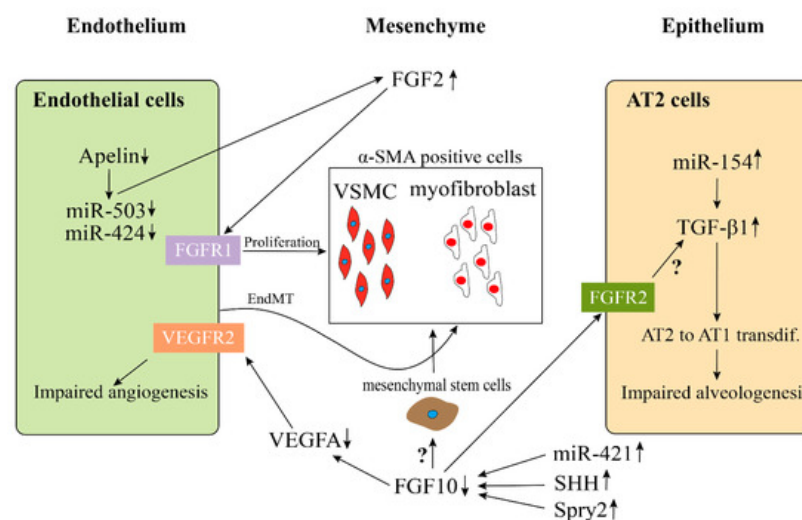 Endothelium
Mesenchyme
Epithelium
Endothelial cells
Apelin↓
miR-503↓
miR-424↓
FGFR1
VEGFR2
Impaired angiogenesis
FGF2↑
α-SMA positive cells
VSMC
myofibroblast
Proliferation
EndMT
mesenchymal stem cells
?
VEGFA↓
FGF10↓
miR-421↑
SHH↑
Spry2↑
AT2 cells
miR-154↑
TGF-β1↑
?
FGFR2
AT2 to AT1 transdif.
Impaired alveologenesis